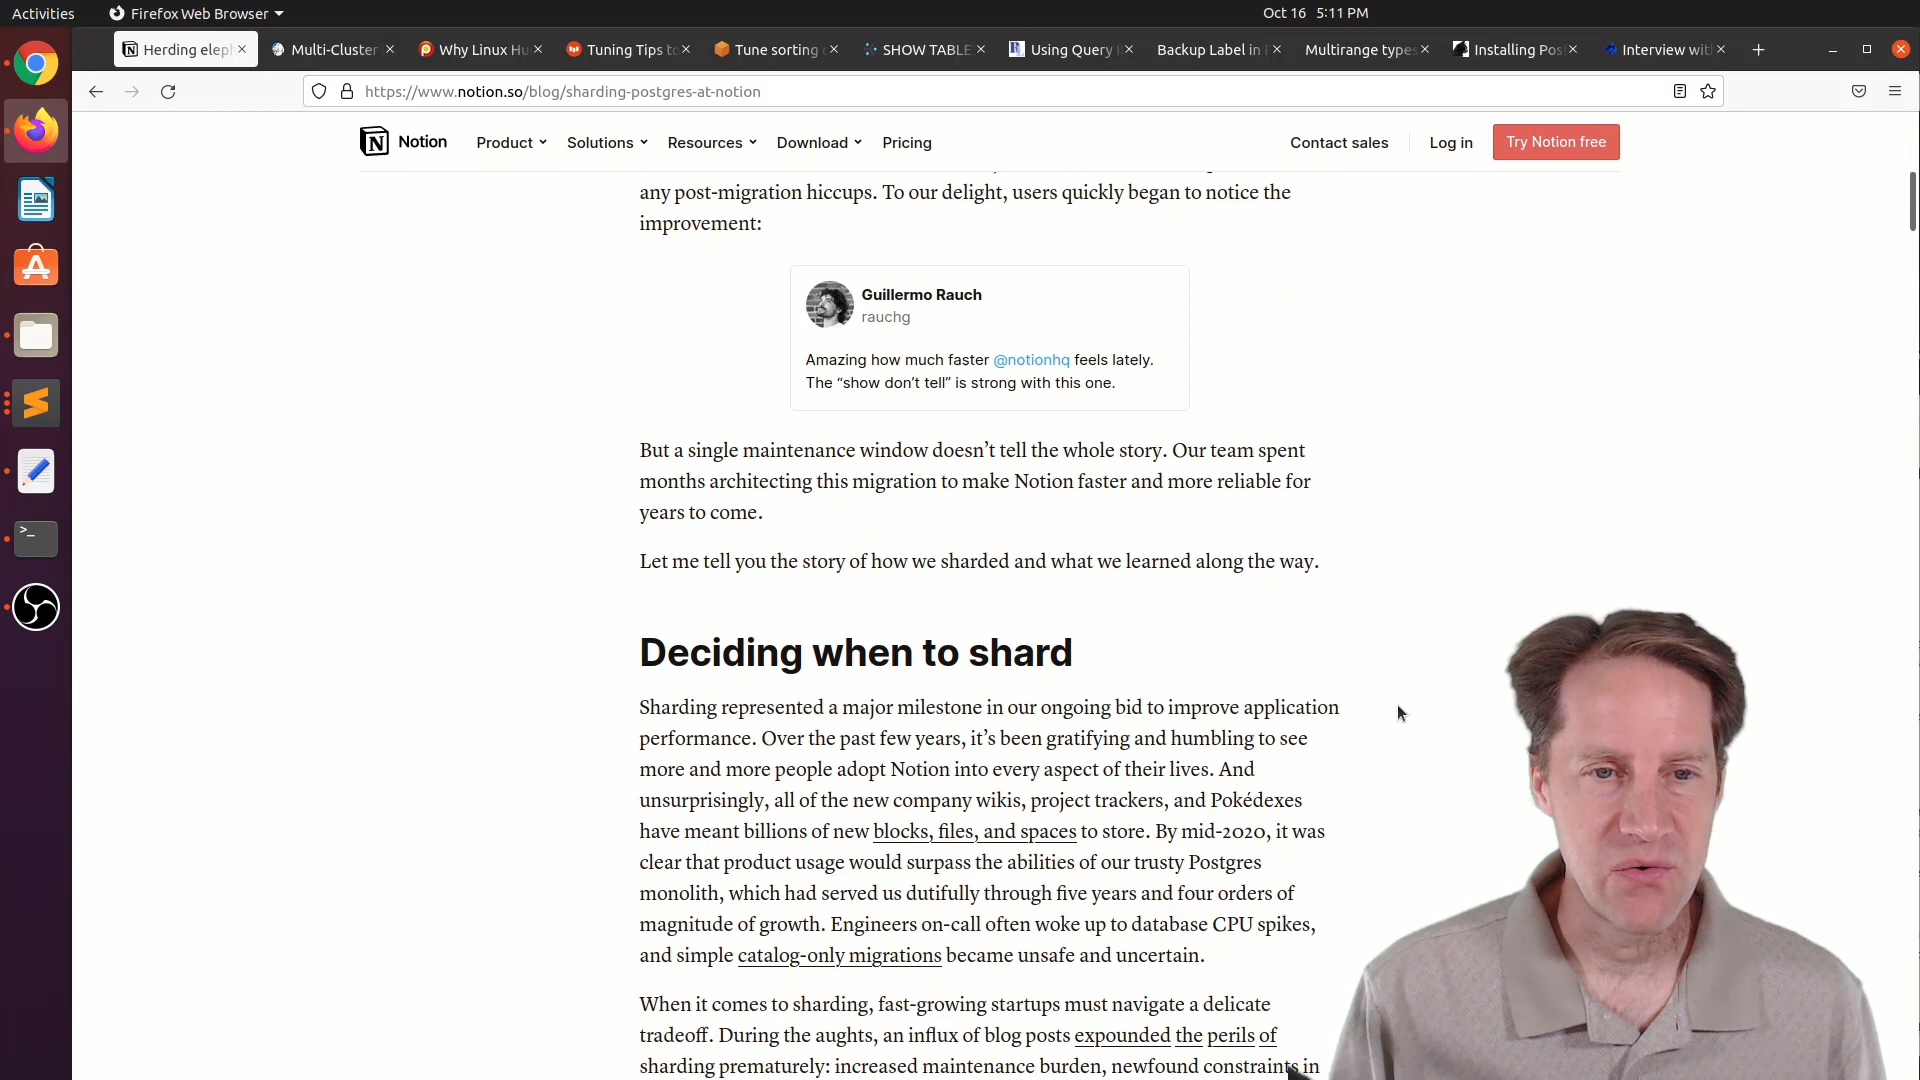 Activities
Firefox Web Browser
Oct 16 5:11 PM
Herding elep
Multi-Cluster
Why Linux Hu
Tuning Tips to
Tune sorting
SHOW TABLE
Using Query
Backup Label in
Multirange types
Installing Pos
Interview wit
https://www.notion.so/blog/sharding-postgres-at-notion
Notion
Product
Solutions
Resources
Download
Pricing
Contact sales
Log in
Try Notion free
any post-migration hiccups. To our delight, users quickly began to notice the
improvement:
Guillermo Rauch
rauchg
Amazing how much faster @notionhq feels lately.
The “show don’t tell” is strong with this one.
But a single maintenance window doesn’t tell the whole story. Our team spent
months architecting this migration to make Notion faster and more reliable for
years to come.
Let me tell you the story of how we sharded and what we learned along the way.
Deciding when to shard
Sharding represented a major milestone in our ongoing bid to improve application
performance. Over the past few years, it’s been gratifying and humbling to see
more and more people adopt Notion into every aspect of their lives. And
unsurprisingly, all of the new company wikis, project trackers, and Pokédexes
have meant billions of new blocks, files, and spaces to store. By mid-2020, it was
clear that product usage would surpass the abilities of our trusty Postgres
monolith, which had served us dutifully through five years and four orders of
magnitude of growth. Engineers on-call often woke up to database CPU spikes,
and simple catalog-only migrations became unsafe and uncertain.
When it comes to sharding, fast-growing startups must navigate a delicate
tradeoff. During the aughts, an influx of blog posts expounded the perils of
sharding prematurely: increased maintenance burden, newfound constraints in